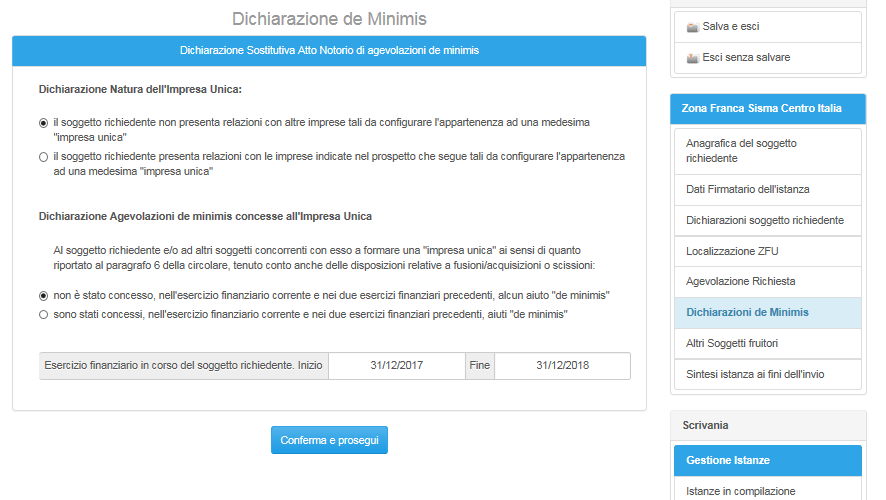 Dichiarazione de Minimis
Dichiarazione Sostitutiva Atto Notorio di agevolazioni de minimis
Dichiarazione Natura dell'Impresa Unica:
il soggetto richiedente non presenta relazioni con altre imprese tali da configurare l'appartenenza ad una medesima
"impresa unica"
il soggetto richiedente presenta relazioni con le imprese indicate nel prospetto che segue tali da configurare l'appartenenza
ad una medesima "impresa unica"
Dichiarazione Agevolazioni de minimis concesse all'Impresa Unica
Al soggetto richiedente e/o ad altri soggetti concorrenti con esso a formare una "impresa unica" ai sensi di quanto
riportato al paragrafo 6 della circolare, tenuto conto anche delle disposizioni relative a fusioni/acquisizioni o scissioni:
non è stato concesso, nell'esercizio finanziario corrente e nei due esercizi finanziari precedenti, alcun aiuto "de minimis"
sono stati concessi, nell'esercizio finanziario corrente e nei due esercizi finanziari precedenti, aiuti "de minimis"
Esercizio finanziario in corso del soggetto richiedente. Inizio 31/12/2017 Fine 31/12/2018
Conferma e prosegui
Salva e esci
Esci senza salvare
Zona Franca Sisma Centro Italia
Anagrafica del soggetto
richiedente
Dati Firmatario dell'istanza
Dichiarazioni soggetto richiedente
Localizzazione ZFU
Agevolazione Richiesta
Dichiarazioni de Minimis
Altri Soggetti fruitori
Sintesi istanza ai fini dell'invio
Scrivania
Gestione Istanze
Istanze in compilazione